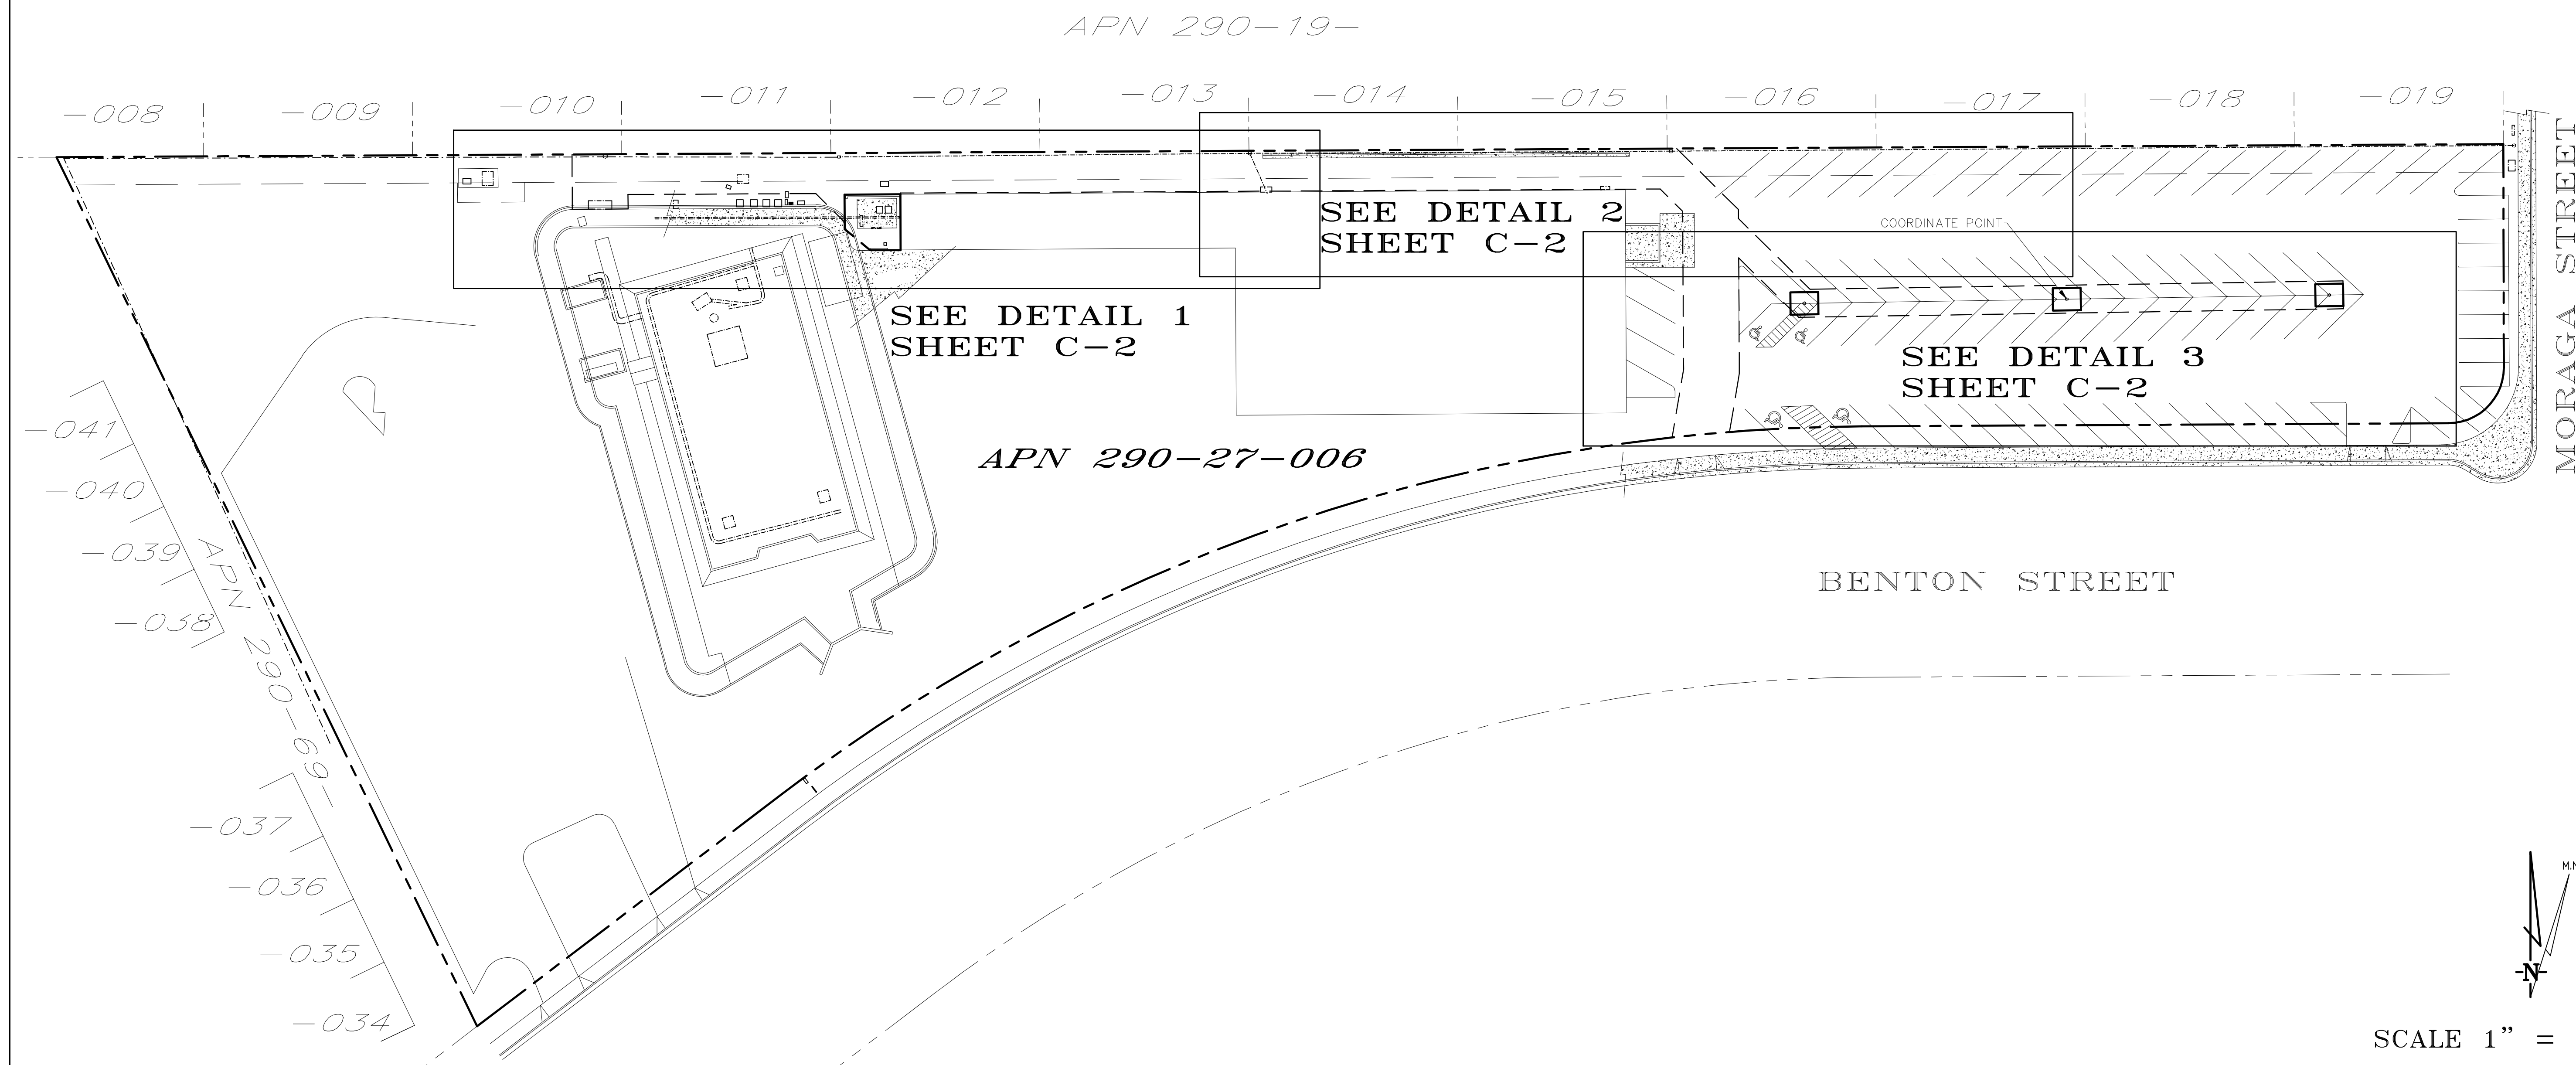 APN 290-19-
-008
-009
-010
-011
-012
-013
-014
-015
-016
-017
-018
-019
MORAGA STREET
SEE DETAIL 2
SHEET C-2
COORDINATE POINT
SEE DETAIL 1
SHEET C-2
SEE DETAIL 3
SHEET C-2
APN 290-27-006
-041
-040
-039
-038
APN 290-69-
-037
-036
-035
-034
BENTON STREET
M.N
N
SCALE 1" =